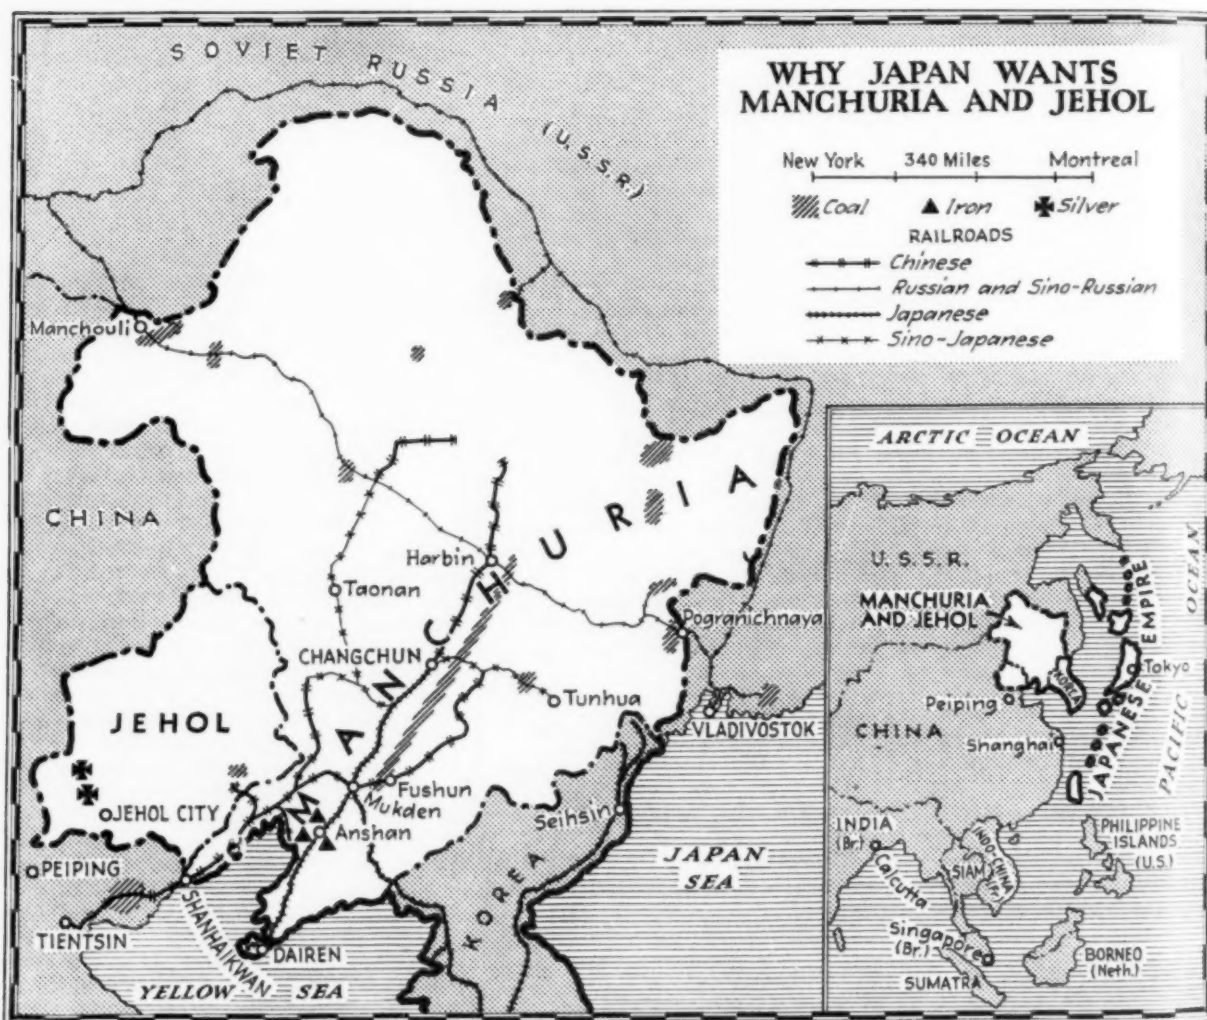 SOVIET RUSSIA
(U.S.S.R.)
WHY JAPAN WANTS
MANCHURIA AND JEHOL
New York 340 Miles Montreal
Coal Iron Silver
RAILROADS
Chinese
Russian and Sino-Russian
Japanese
Sino-Japanese
Manchouli
CHINA
MANCHURIA
Harbin
Taonan
Pogranichnaya
CHANGCHUN
Tunhua
VLADIVOSTOK
JEHOL
Fushun
Mukden
JEHOL CITY
Anshan
Seihsin
PEIPING
KOREA
JAPAN
SEA
SHANHAIKWAN
TIENTSIN
DAIREN
YELLOW SEA
ARCTIC OCEAN
U.S.S.R.
MANCHURIA
AND JEHOL
JAPANESE EMPIRE
PACIFIC OCEAN
KOREA
Tokyo
Peiping
CHINA
Shanghai
INDIA
(Br.)
Calcutta
SIAM
INDO-CHINA
(Fr.)
PHILIPPINE
ISLANDS
(U.S.)
Singapore
(Br.)
SUMATRA
BORNEO
(Neth.)